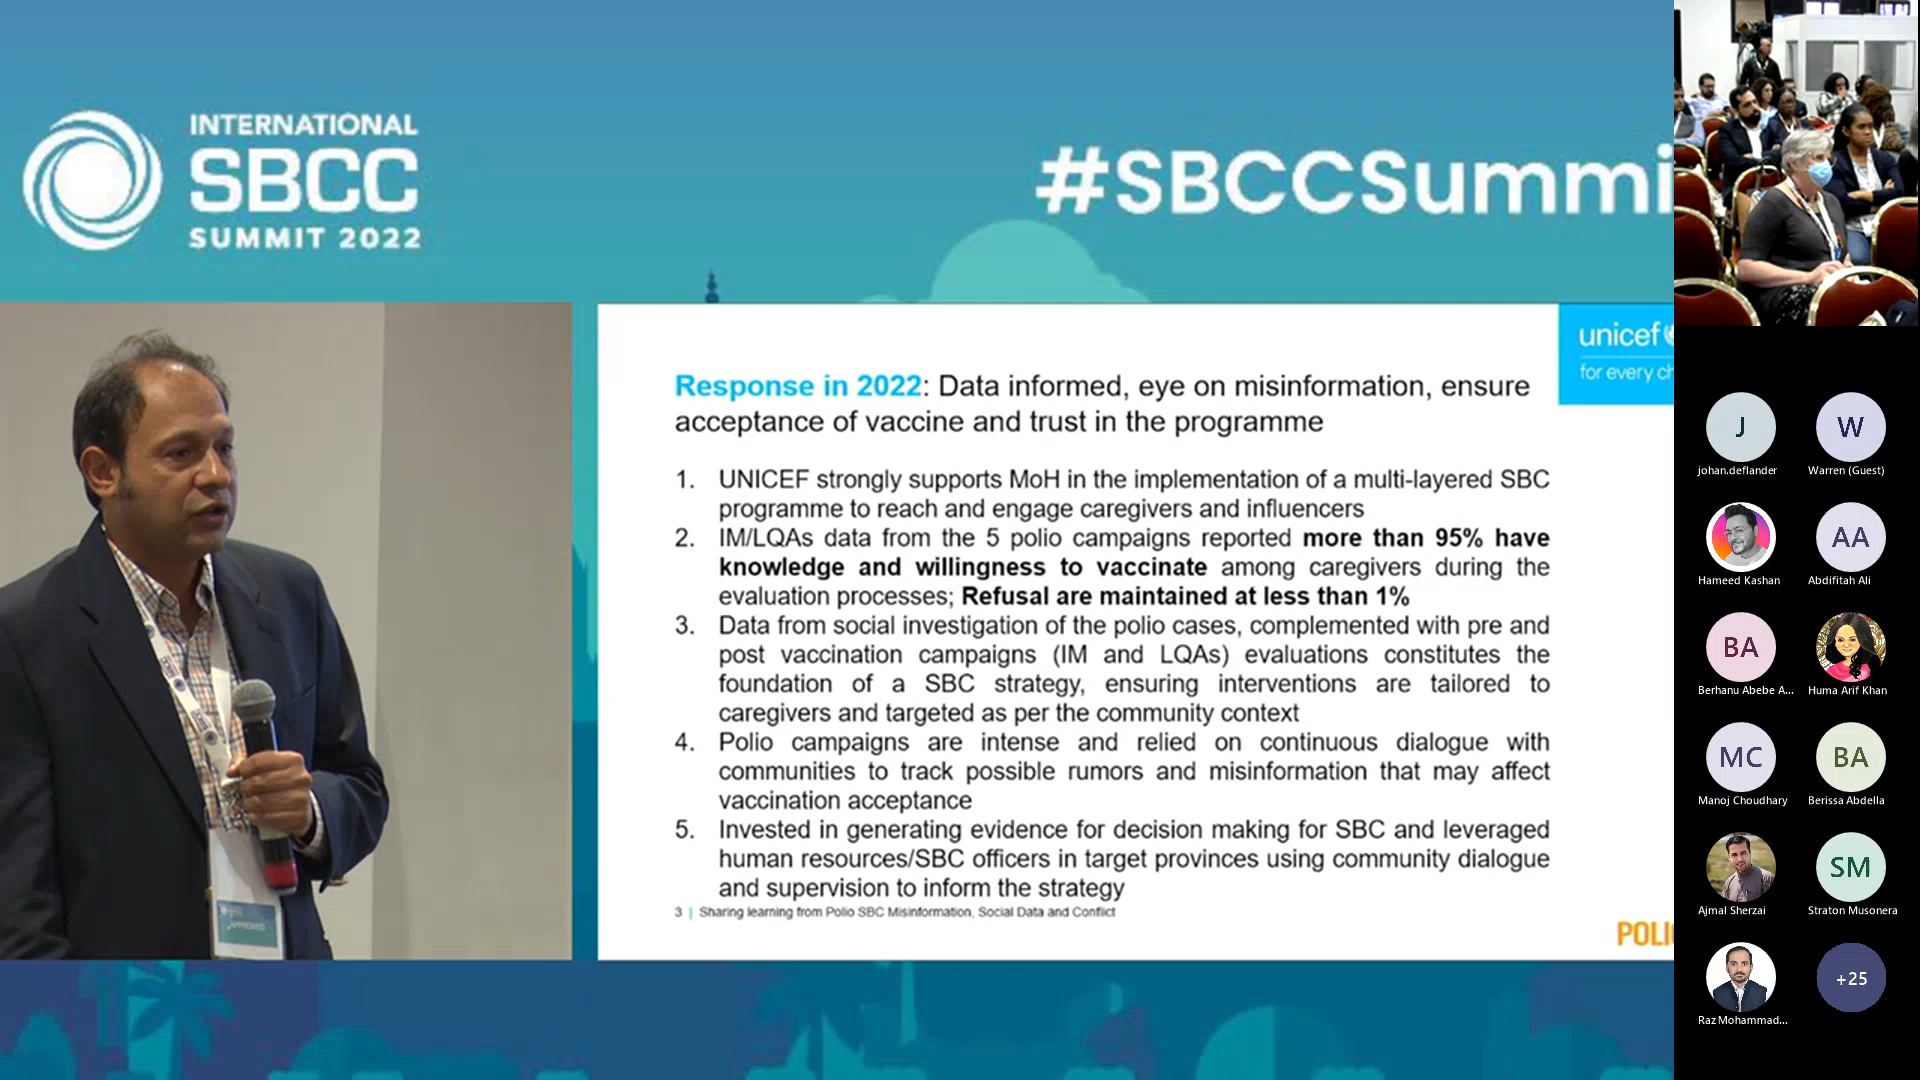 INTERNATIONAL
SBCC
SUMMIT 2022
#SBCCSummi
unicef
for every ch
Response in 2022: Data informed, eye on misinformation, ensure
acceptance of vaccine and trust in the programme
1. UNICEF strongly supports MoH in the implementation of a multi-layered SBC
programme to reach and engage caregivers and influencers
2. IM/LQAs data from the 5 polio campaigns reported more than 95% have
knowledge and willingness to vaccinate among caregivers during the
evaluation processes; Refusal are maintained at less than 1%
3. Data from social investigation of the polio cases, complemented with pre and
post vaccination campaigns (IM and LQAs) evaluations constitutes the
foundation of a SBC strategy, ensuring interventions are tailored to
caregivers and targeted as per the community context
4. Polio campaigns are intense and relied on continuous dialogue with
communities to track possible rumors and misinformation that may affect
vaccination acceptance
5. Invested in generating evidence for decision making for SBC and leveraged
human resources/SBC officers in target provinces using community dialogue
and supervision to inform the strategy
3 | Sharing learning from Polio SBC Misinformation, Social Data and Conflict
POLI
J
johan.deflander
W
Warren (Guest)
Hameed Kashan
AA
Abdifitah Ali
BA
Berhanu Abebe A...
Huma Arif Khan
MC
Manoj Choudhary
BA
Berissa Abdella
Ajmal Sherzai
SM
Straton Musonera
Raz Mohammad...
+25